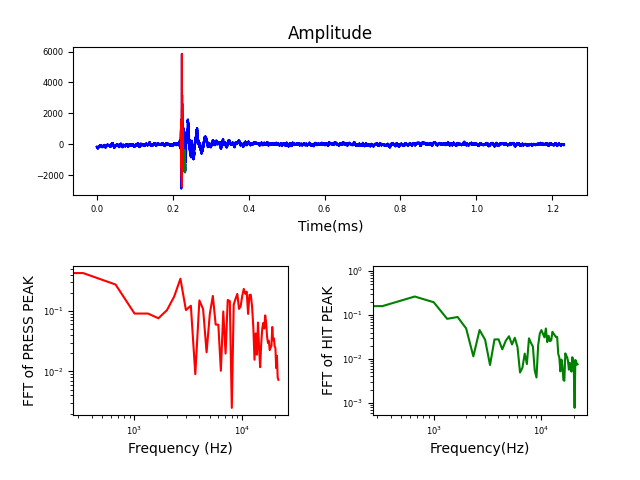 Amplitude
6000
4000
2000
0
−2000
0.0 0.2 0.4 0.6 0.8 1.0 1.2
Time(ms)
FFT of PRESS PEAK
10⁻¹
10⁻²
10³ 10⁴
Frequency (Hz)
FFT of HIT PEAK
10⁰
10⁻¹
10⁻²
10⁻³
10³ 10⁴
Frequency(Hz)